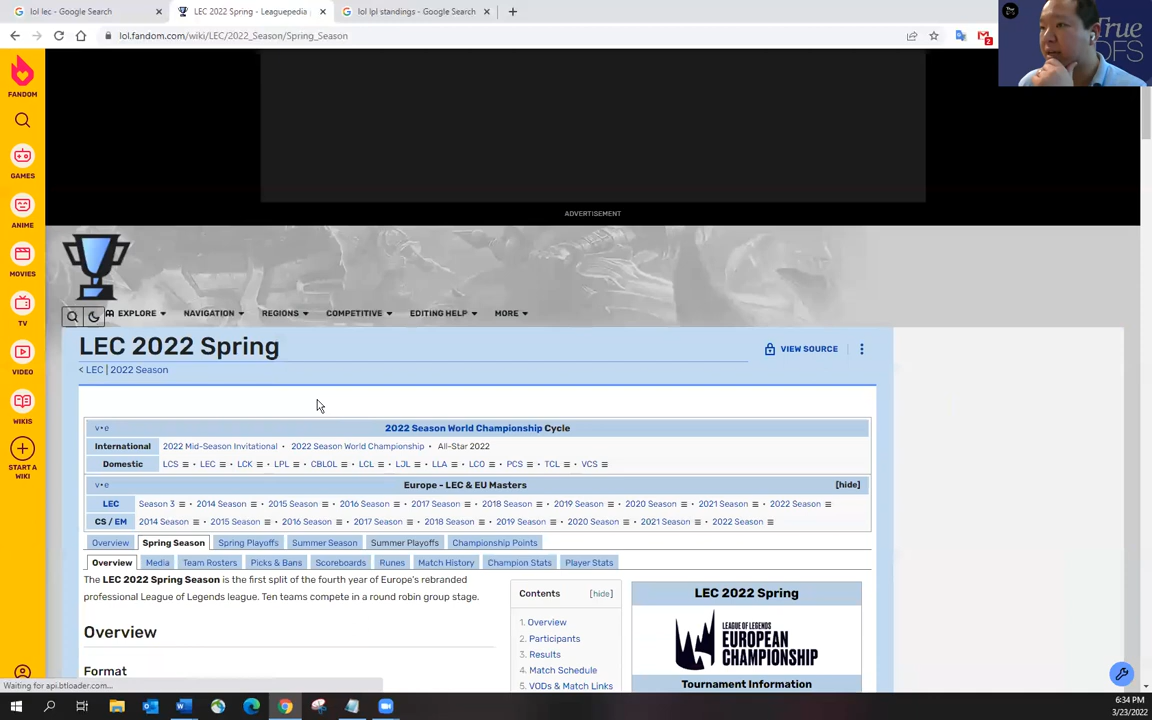 lol lec - Google Search
LEC 2022 Spring - Leaguepedia
lol lpl standings - Google Search
lol.fandom.com/wiki/LEC/2022_Season/Spring_Season
2
True
DFS
FANDOM
GAMES
ANIME
MOVIES
TV
VIDEO
WIKIS
START A
WIKI
ADVERTISEMENT
EXPLORE
NAVIGATION
REGIONS
COMPETITIVE
EDITING HELP
MORE
LEC 2022 Spring
VIEW SOURCE
< LEC | 2022 Season
v•e 2022 Season World Championship Cycle
International 2022 Mid-Season Invitational • 2022 Season World Championship • All-Star 2022
Domestic LCS • LEC • LCK • LPL • CBLOL • LCL • LJL • LLA • LCO • PCS • TCL • VCS
v•e Europe - LEC & EU Masters [hide]
LEC Season 3 • 2014 Season • 2015 Season • 2016 Season • 2017 Season • 2018 Season • 2019 Season • 2020 Season • 2021 Season • 2022 Season
CS / EM 2014 Season • 2015 Season • 2016 Season • 2017 Season • 2018 Season • 2019 Season • 2020 Season • 2021 Season • 2022 Season
Overview Spring Season Spring Playoffs Summer Season Summer Playoffs Championship Points
Overview Media Team Rosters Picks & Bans Scoreboards Runes Match History Champion Stats Player Stats
The LEC 2022 Spring Season is the first split of the fourth year of Europe's rebranded
professional League of Legends league. Ten teams compete in a round robin group stage.
Overview
Format
Contents [hide]
1. Overview
2. Participants
3. Results
4. Match Schedule
5. VODs & Match Links
LEC 2022 Spring
LEAGUE OF LEGENDS
EUROPEAN
CHAMPIONSHIP
Tournament Information
Waiting for api.btloader.com...
6:34 PM
3/23/2022